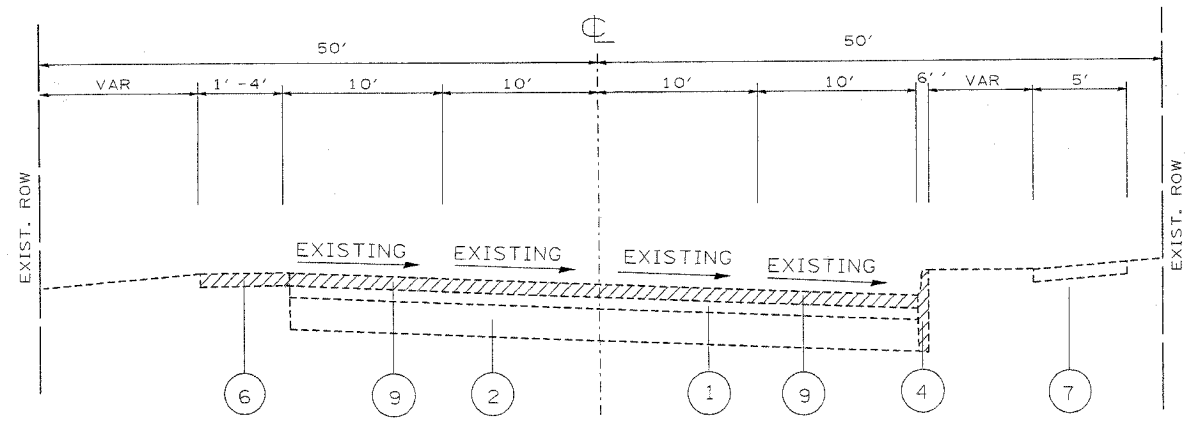 ℄
50' 50'
VAR 1'-4' 10' 10' 10' 10' 6'' VAR 5'
EXIST. ROW
EXIST. ROW
EXISTING EXISTING EXISTING EXISTING
6 9 2 1 9 4 7